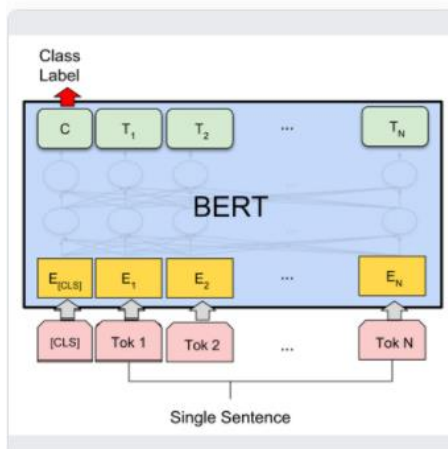 Class
Label
C T1 T2 ... TN
BERT
E[CLS] E1 E2 ... EN
[CLS] Tok 1 Tok 2 ... Tok N
Single Sentence